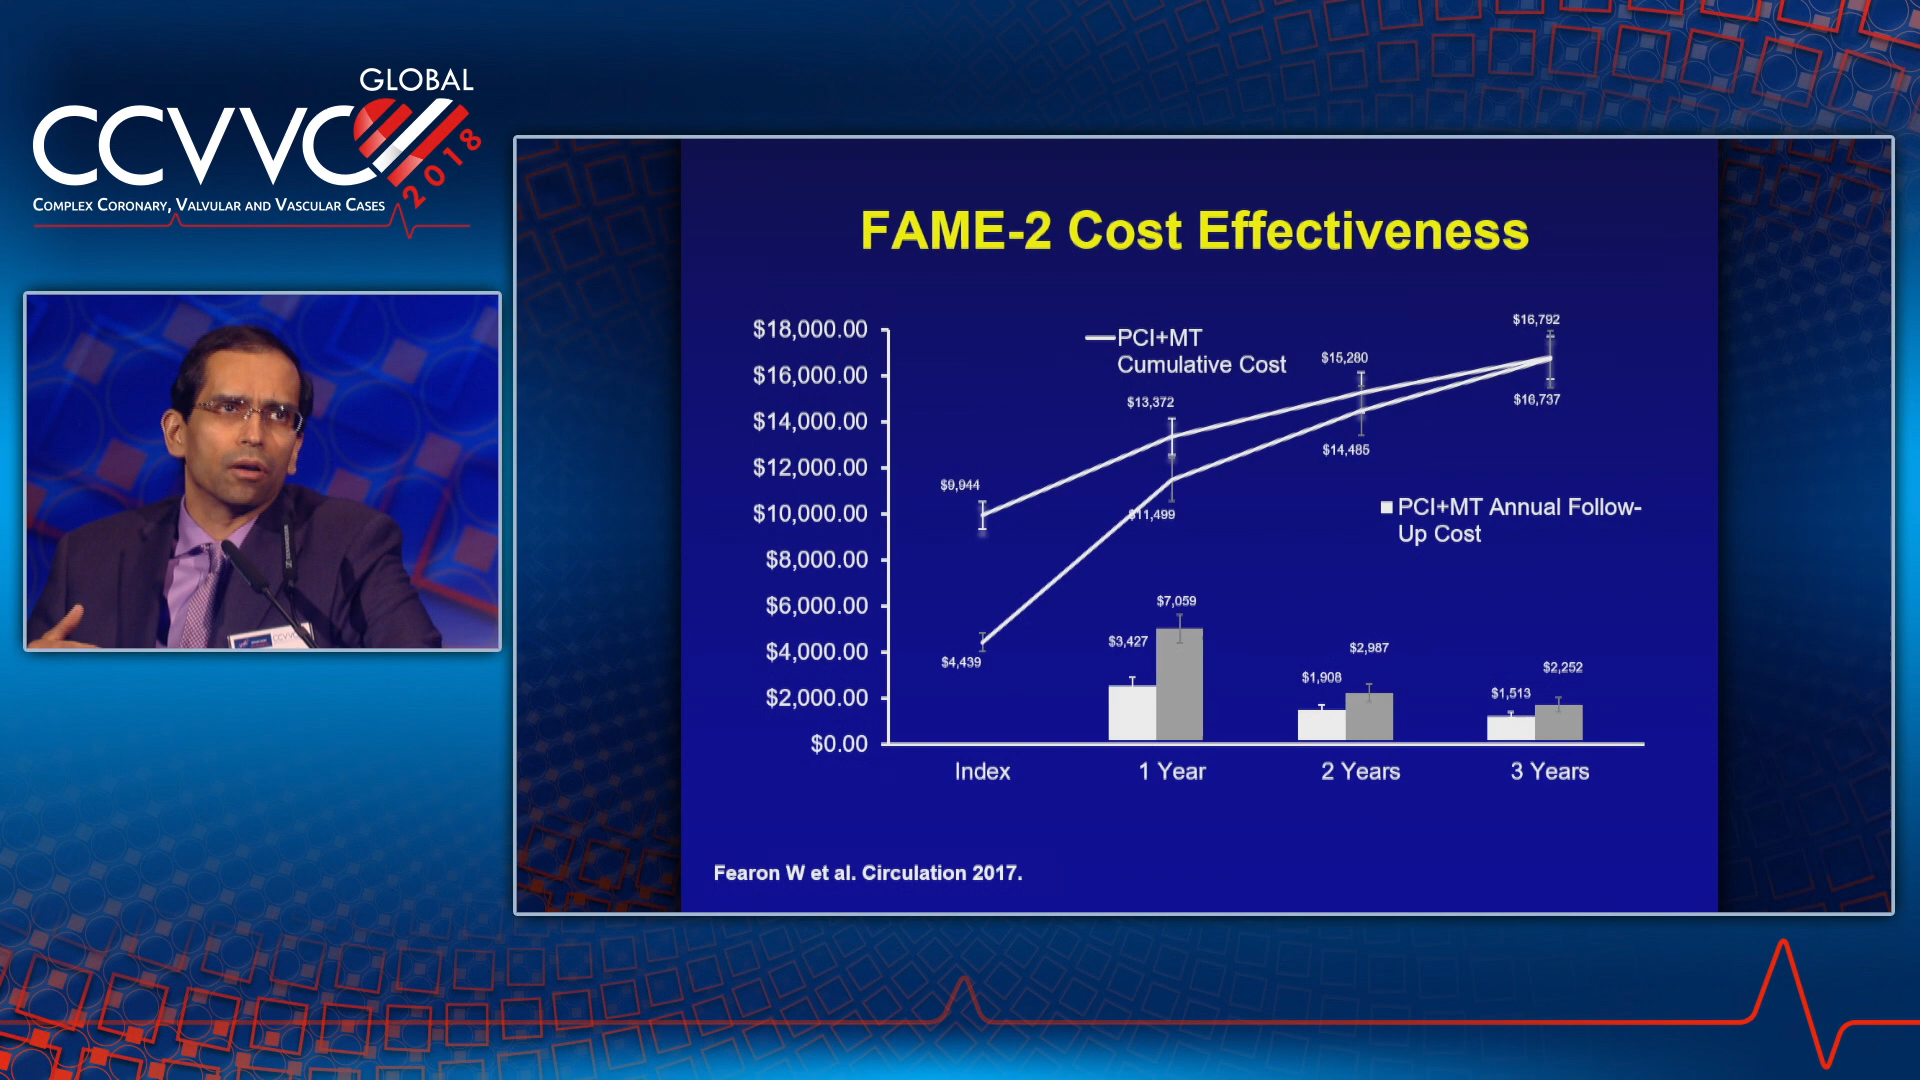 GLOBAL
CCVVC
2018
COMPLEX CORONARY, VALVULAR AND VASCULAR CASES
FAME-2 Cost Effectiveness
$18,000.00
$16,000.00
$14,000.00
$12,000.00
$10,000.00
$8,000.00
$6,000.00
$4,000.00
$2,000.00
$0.00
PCI+MT
Cumulative Cost
$9,944
$13,372
$15,280
$16,792
$4,439
$11,499
$14,485
$16,737
PCI+MT Annual Follow-
Up Cost
$3,427
$7,059
$1,908
$2,987
$1,513
$2,252
Index
1 Year
2 Years
3 Years
Fearon W et al. Circulation 2017.
CCVVC